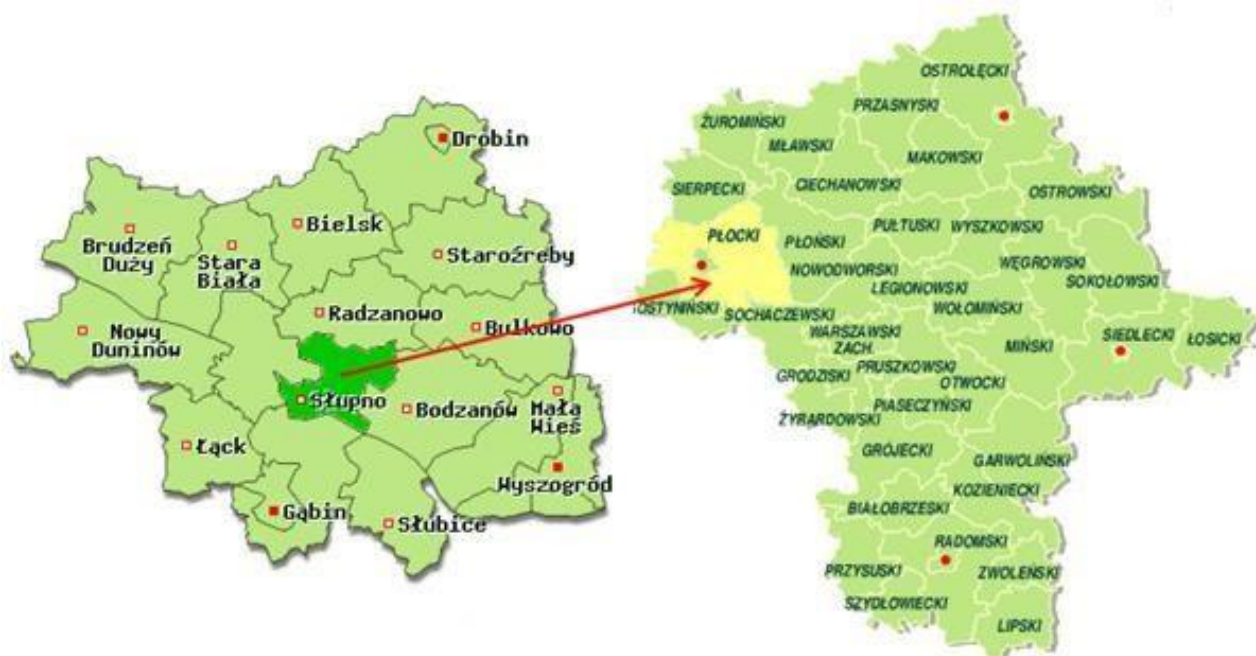 Drobin
Bielsk
Brudzeń
Duży
Stara
Biała
Staroźreby
Radzanowo
Bulkowo
Nowy
Duninów
Słupno
Bodzanów
Mała
Wieś
Łąck
Wyszogród
Gąbin
Słubice
OSTROŁĘCKI
PRZASNYSKI
ŻUROMIŃSKI
MŁAWSKI
MAKOWSKI
SIERPECKI
CIECHANOWSKI
OSTROWSKI
PŁOCKI
PŁOŃSKI
PUŁTUSKI
WYSZKOWSKI
NOWODWORSKI
WĘGROWSKI
SOKOŁOWSKI
LEGIONOWSKI
OSTYNIŃSKI
SOCHACZEWSKI
WOŁOMIŃSKI
WARSZAWSKI
ZACH.
MIŃSKI
SIEDLECKI
ŁOSICKI
GRODZISKI
PRUSZKOWSKI
OTWOCKI
ŻYRARDOWSKI
PIASECZYŃSKI
GRÓJECKI
GARWOLIŃSKI
KOZIENIECKI
BIAŁOBRZESKI
RADOMSKI
PRZYSUSKI
ZWOLEŃSKI
SZYDŁOWIECKI
LIPSKI